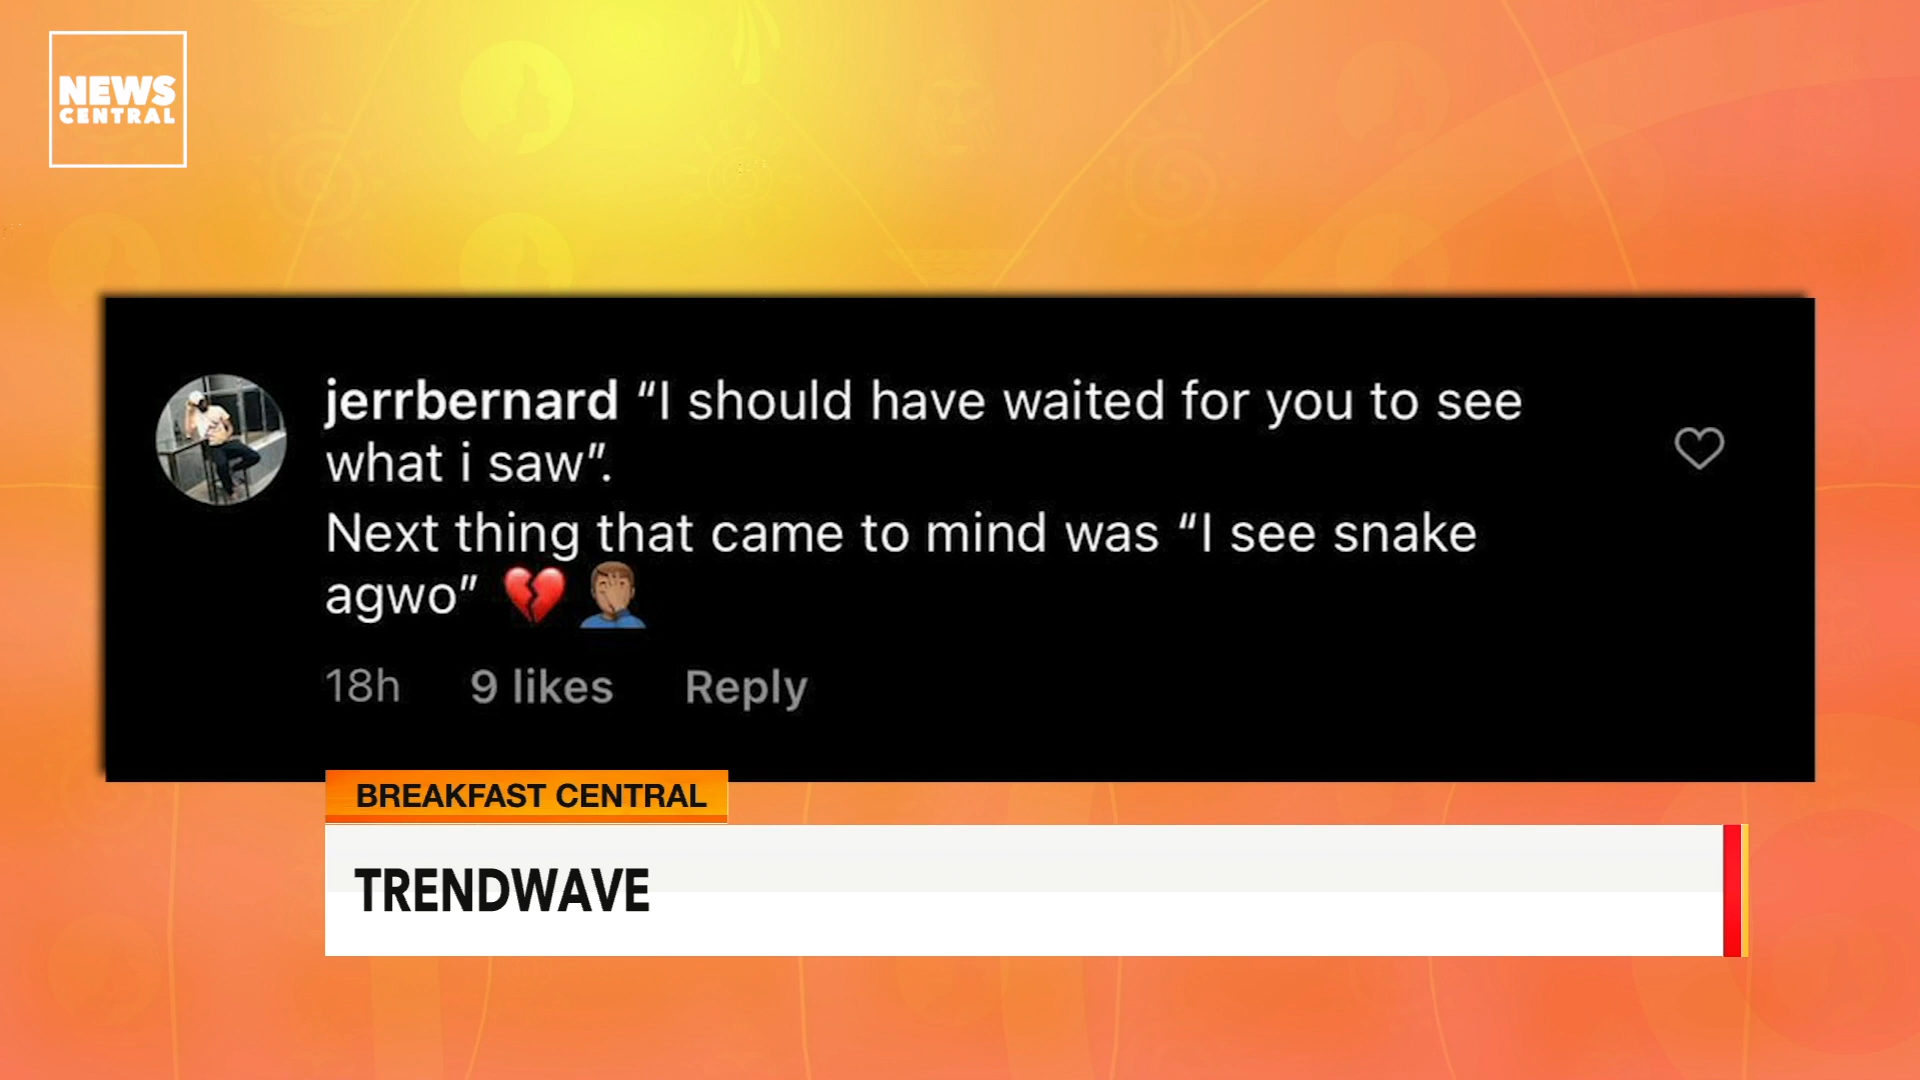 NEWS
CENTRAL
jerrbernard “I should have waited for you to see
what i saw”.
Next thing that came to mind was “I see snake
agwo” 💔 🤦🏽‍♂️
18h 9 likes Reply
BREAKFAST CENTRAL
TRENDWAVE